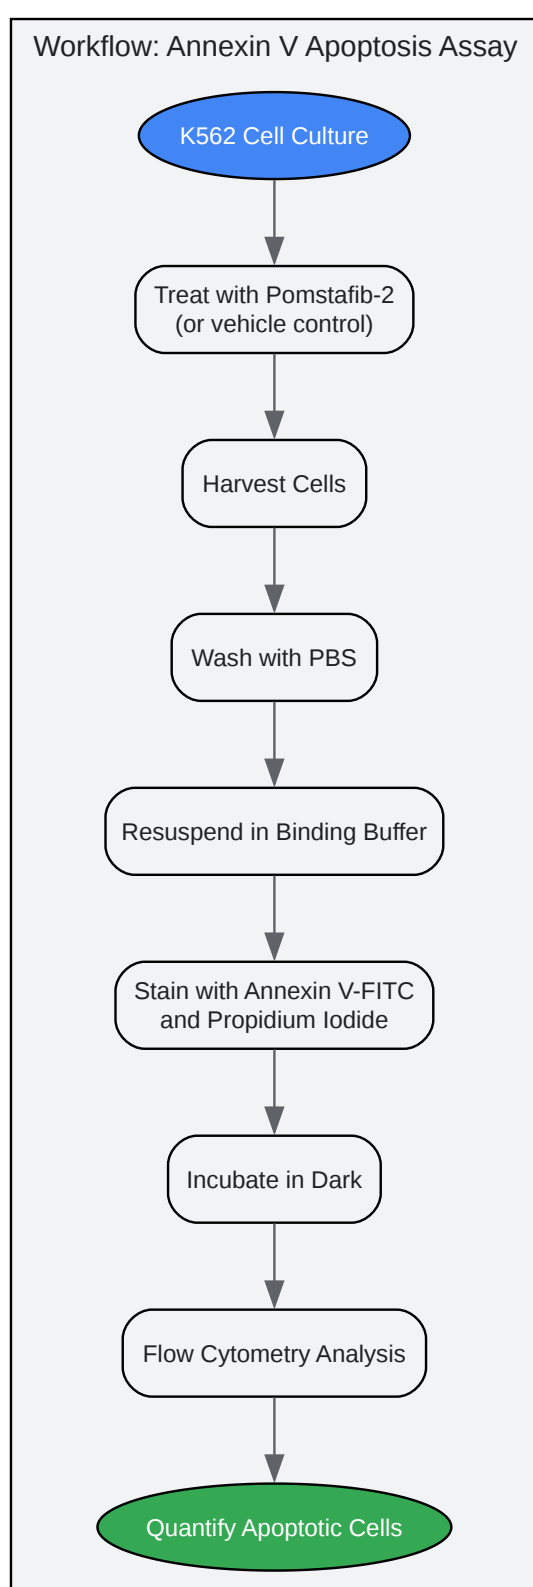 Workflow: Annexin V Apoptosis Assay
K562 Cell Culture
Treat with Pomstafib-2
(or vehicle control)
Harvest Cells
Wash with PBS
Resuspend in Binding Buffer
Stain with Annexin V-FITC
and Propidium Iodide
Incubate in Dark
Flow Cytometry Analysis
Quantify Apoptotic Cells